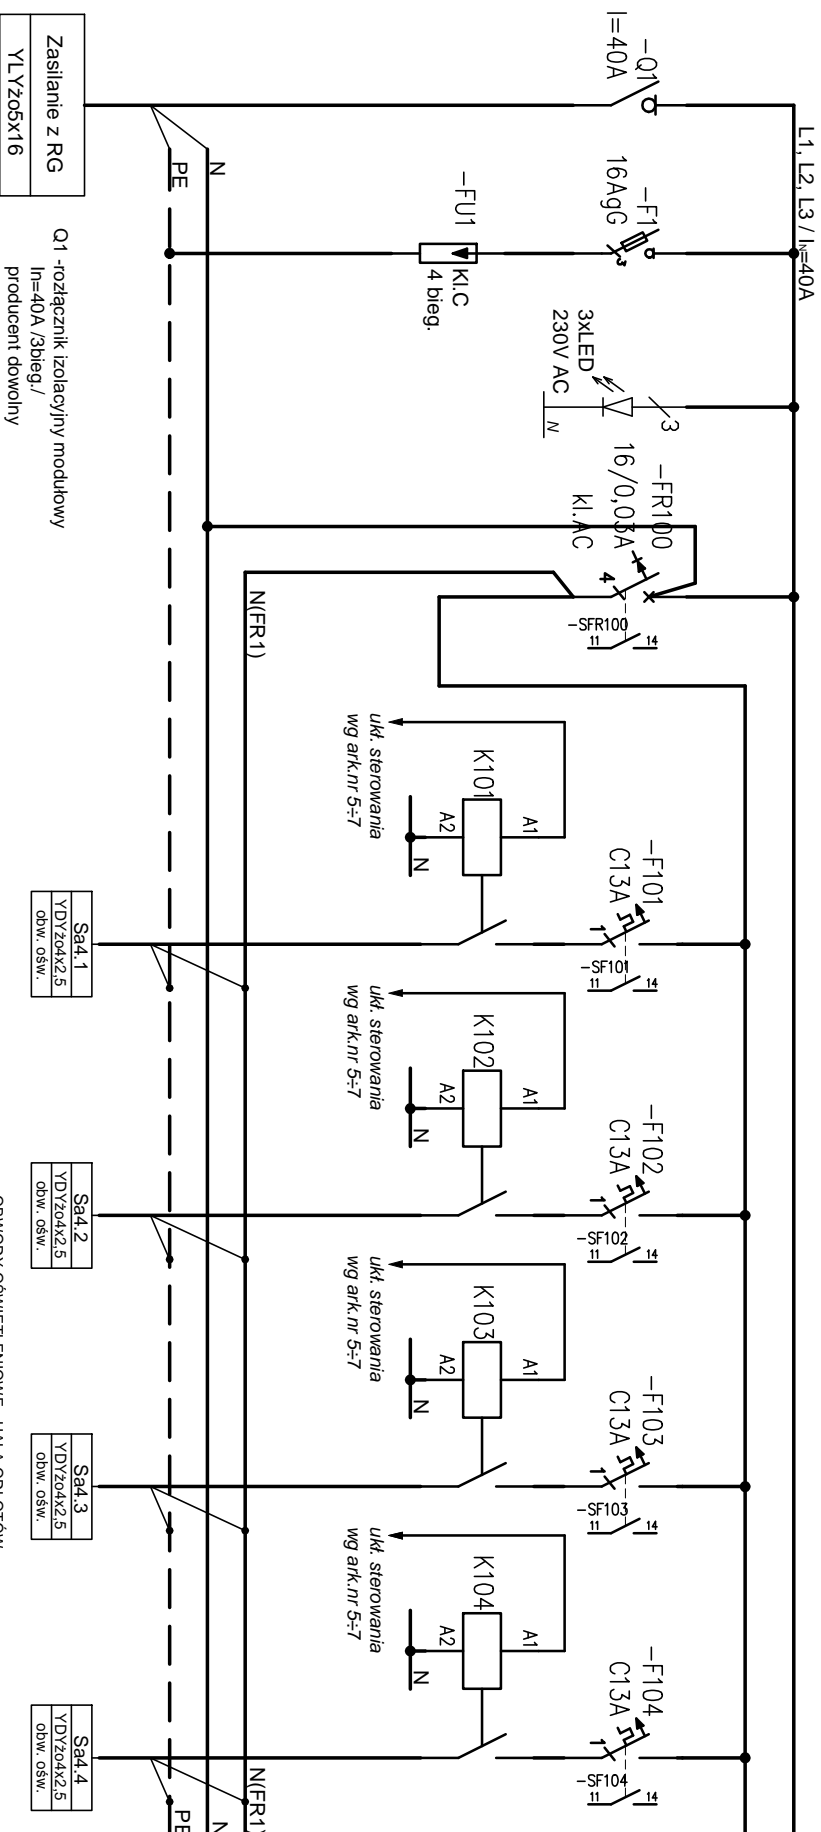 L1, L2, L3 / IN=40A
-Q1
I=40A
-F1
16AgG
-FU1
Kl.C
4 bieg.
3xLED
230V AC
3
N
-FR100
16/0,03A
kl.AC
4
-SFR100
11
14
N
PE
N(FR1)
Zasilanie z RG
YLYżo5x16
Q1 -rozłącznik izolacyjny modułowy
In=40A /3bieg./
producent dowolny
ukł. sterowania
wg ark.nr 5÷7
K101
A1
A2
N
-F101
C13A
1
-SF101
11
14
Sa4.1
YDYżo4x2,5
obw. ośw.
ukł. sterowania
wg ark.nr 5÷7
K102
A1
A2
N
-F102
C13A
1
-SF102
11
14
Sa4.2
YDYżo4x2,5
obw. ośw.
ukł. sterowania
wg ark.nr 5÷7
K103
A1
A2
N
-F103
C13A
1
-SF103
11
14
Sa4.3
YDYżo4x2,5
obw. ośw.
ukł. sterowania
wg ark.nr 5÷7
K104
A1
A2
N
-F104
C13A
1
-SF104
11
14
Sa4.4
YDYżo4x2,5
obw. ośw.
N(FR1)
N
PE